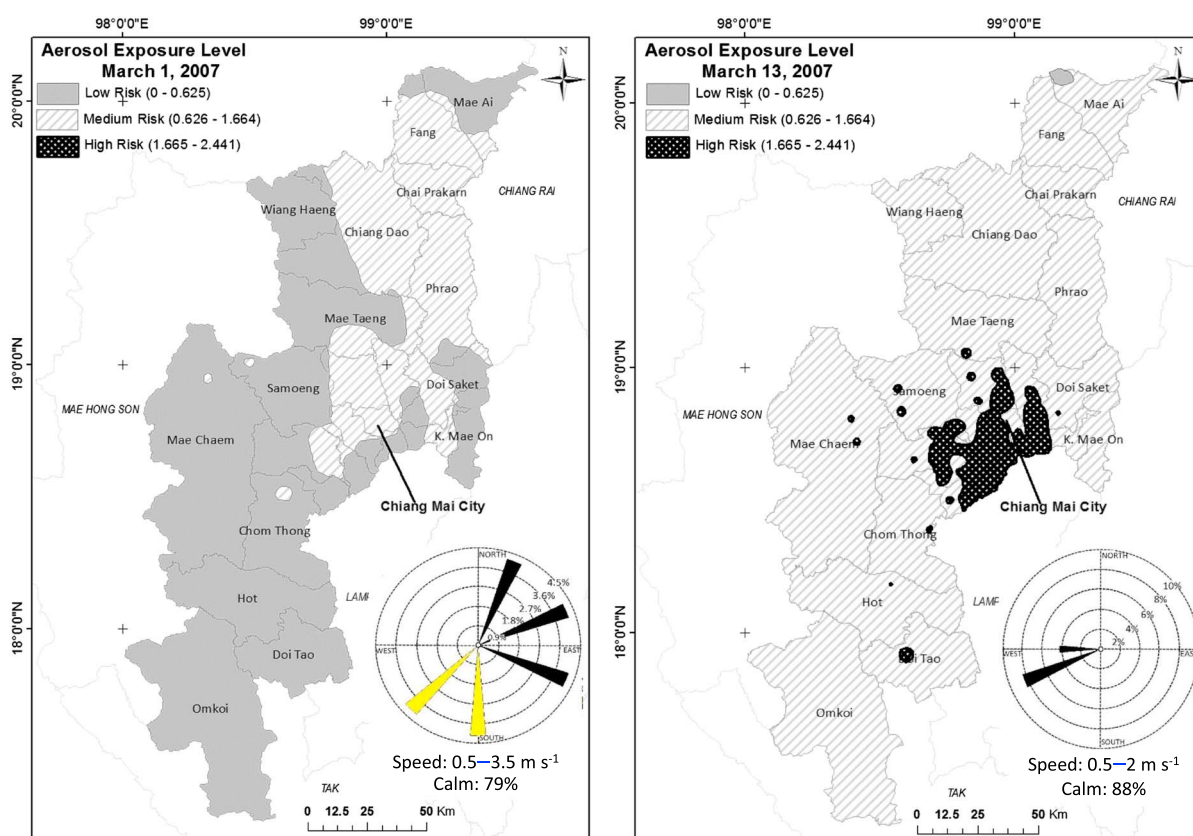 98°0'0"E
99°0'0"E
Aerosol Exposure Level
March 1, 2007
Low Risk (0 - 0.625)
Medium Risk (0.626 - 1.664)
High Risk (1.665 - 2.441)
N
20°0'0"N
19°0'0"N
18°0'0"N
Mae Ai
Fang
Chai Prakarn
CHIANG RAI
Wiang Haeng
Chiang Dao
Phrao
Mae Taeng
Samoeng
Doi Saket
MAE HONG SON
Mae Chaem
K. Mae On
Chiang Mai City
Chom Thong
Hot
LAMF
Doi Tao
Omkoi
TAK
NORTH
4.5%
3.6%
2.7%
1.8%
0.9%
WEST
EAST
SOUTH
Speed: 0.5–3.5 m s-1
Calm: 79%
0 12.5 25 50 Km
98°0'0"E
99°0'0"E
Aerosol Exposure Level
March 13, 2007
Low Risk (0 - 0.625)
Medium Risk (0.626 - 1.664)
High Risk (1.665 - 2.441)
N
20°0'0"N
19°0'0"N
18°0'0"N
Mae Ai
Fang
Chai Prakarn
CHIANG RAI
Wiang Haeng
Chiang Dao
Phrao
Mae Taeng
Samoeng
Doi Saket
MAE HONG SON
Mae Chaem
K. Mae On
Chiang Mai City
Chom Thong
Hot
LAMF
Doi Tao
Omkoi
TAK
NORTH
10%
8%
6%
4%
2%
WEST
EAST
SOUTH
Speed: 0.5–2 m s-1
Calm: 88%
0 12.5 25 50 Km